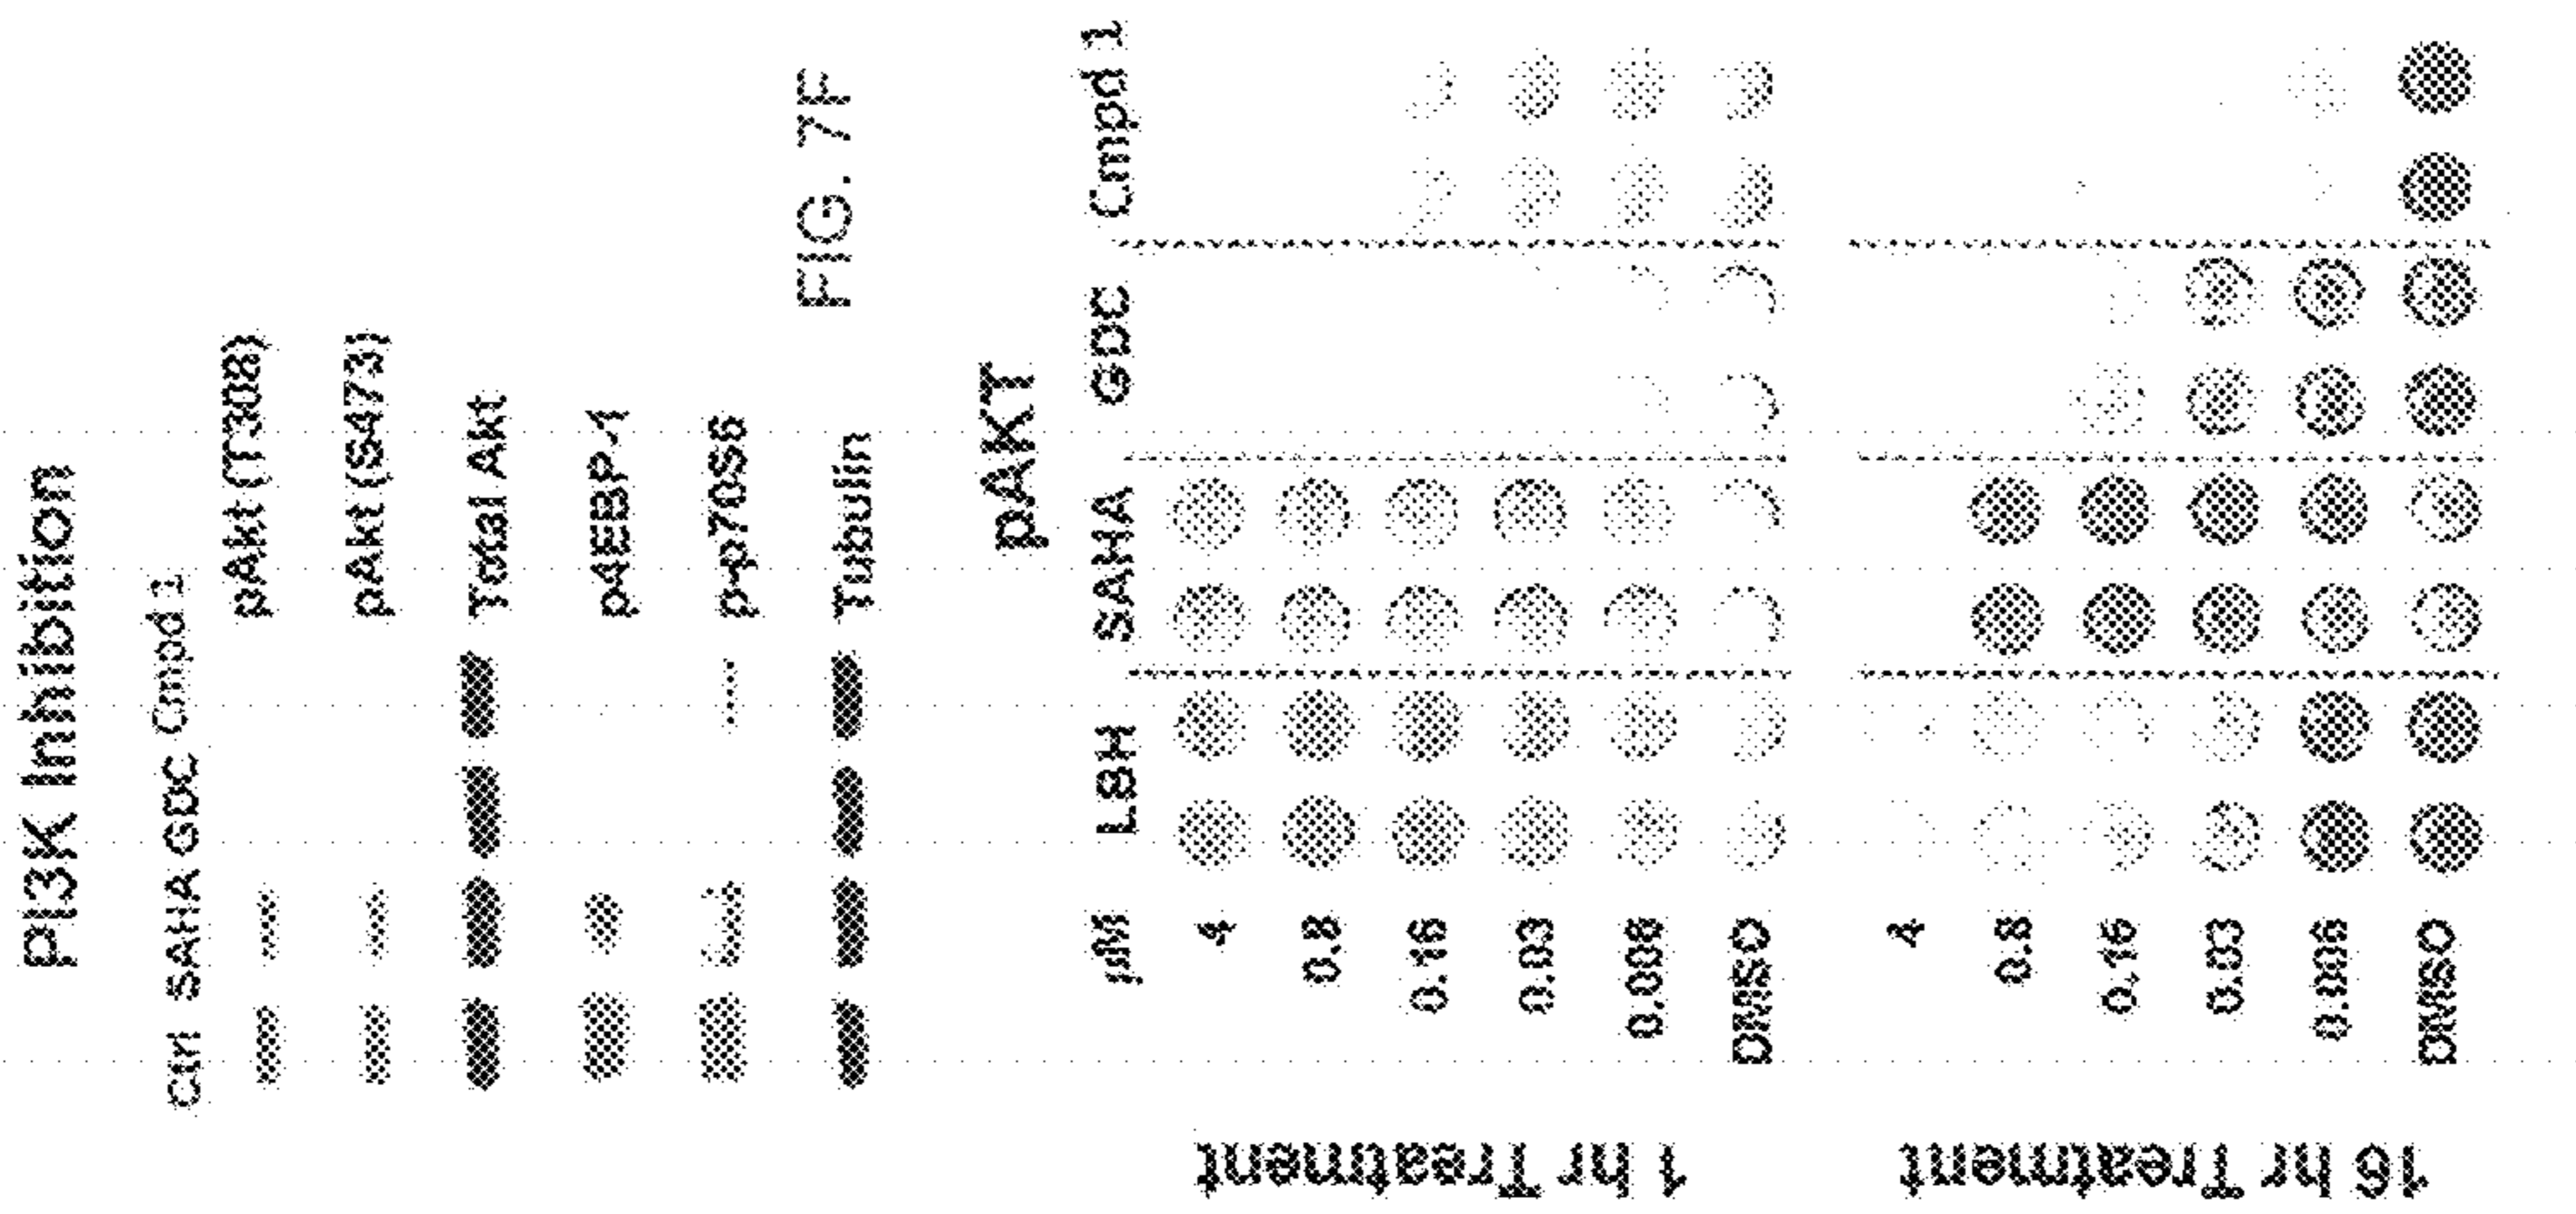 PI3K Inhibition
Ctrl SAHA GDC Cmpd 1
pAkt (T308)
pAkt (S473)
Total Akt
p4EBP-1
p-p70S6
Tubulin
FIG. 7F
pAKT
µM LBH SAHA GDC Cmpd 1
1 hr Treatment
4
0.8
0.16
0.03
0.006
DMSO
16 hr Treatment
4
0.8
0.16
0.03
0.006
DMSO